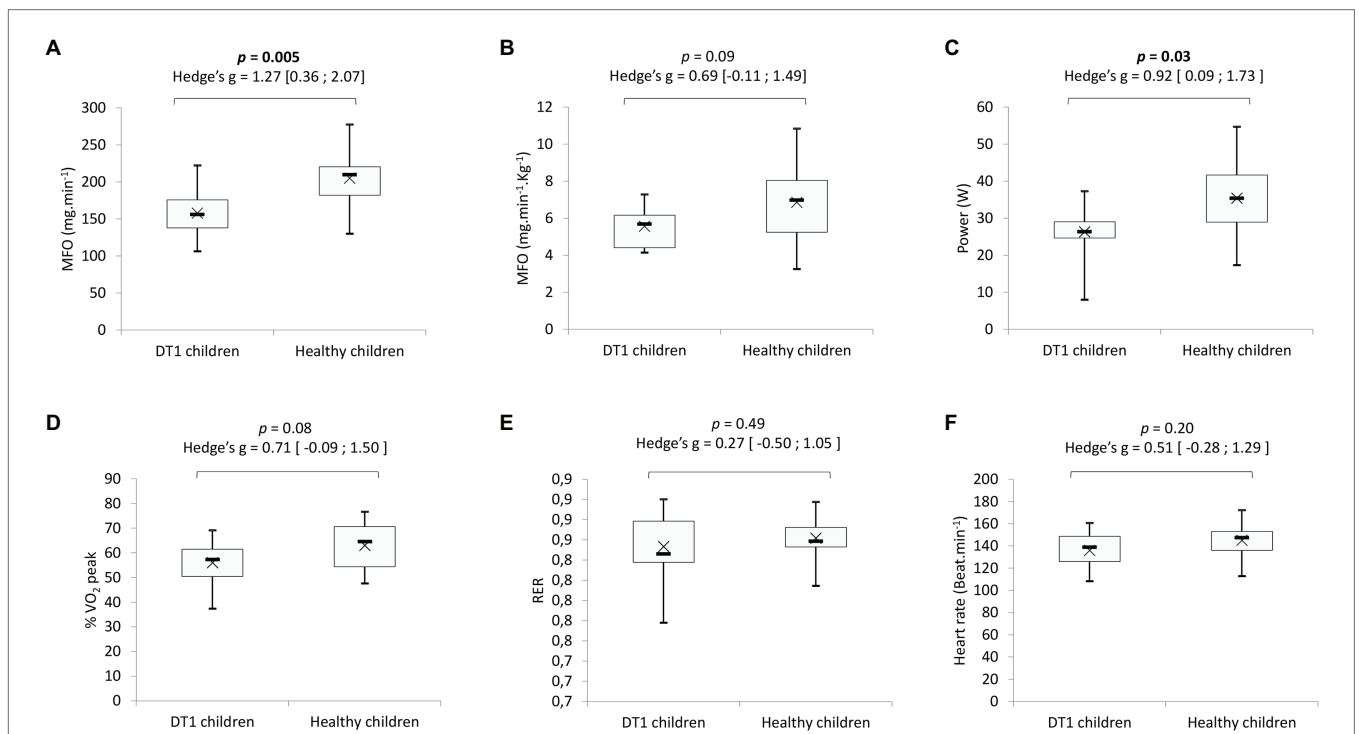 A
p = 0.005
Hedge's g = 1.27 [0.36 ; 2.07]
MFO (mg.min-1)
300
250
200
150
100
50
0
DT1 children
Healthy children
B
p = 0.09
Hedge's g = 0.69 [-0.11 ; 1.49]
MFO (mg.min-1.Kg-1)
12
10
8
6
4
2
0
DT1 children
Healthy children
C
p = 0.03
Hedge's g = 0.92 [ 0.09 ; 1.73 ]
Power (W)
60
50
40
30
20
10
0
DT1 children
Healthy children
D
p = 0.08
Hedge's g = 0.71 [ -0.09 ; 1.50 ]
% VO2 peak
90
80
70
60
50
40
30
20
10
0
DT1 children
Healthy children
E
p = 0.49
Hedge's g = 0.27 [ -0.50 ; 1.05 ]
RER
0,9
0,9
0,9
0,9
0,8
0,8
0,8
0,8
0,8
0,7
0,7
0,7
DT1 children
Healthy children
F
p = 0.20
Hedge's g = 0.51 [ -0.28 ; 1.29 ]
Heart rate (Beat.min-1)
200
180
160
140
120
100
80
60
40
20
0
DT1 children
Healthy children